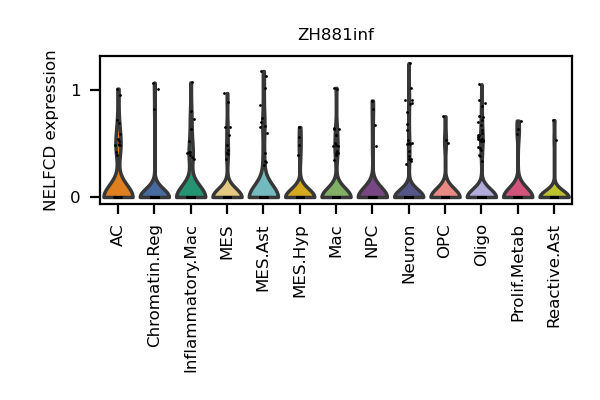 ZH881inf
NELFCD expression
1
0
AC
Chromatin.Reg
Inflammatory.Mac
MES
MES.Ast
MES.Hyp
Mac
NPC
Neuron
OPC
Oligo
Prolif.Metab
Reactive.Ast